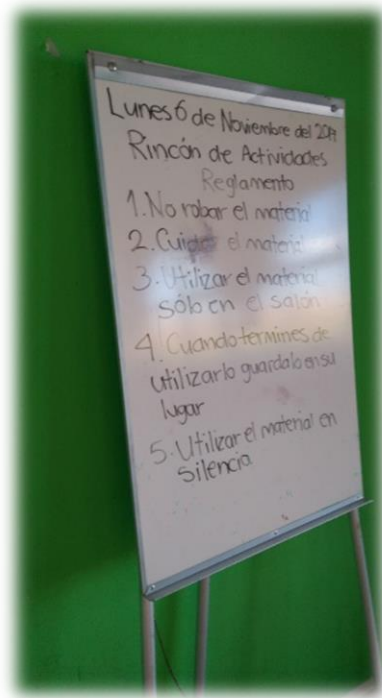 Lunes 6 de Noviembre del 2017
Rincón de Actividades
Reglamento
1. No robar el material
2. Cuidar el material
3. Utilizar el material
sólo en el salón
4. Cuando termines de
utilizarlo guardalo en su
lugar
5. Utilizar el material en
silencio